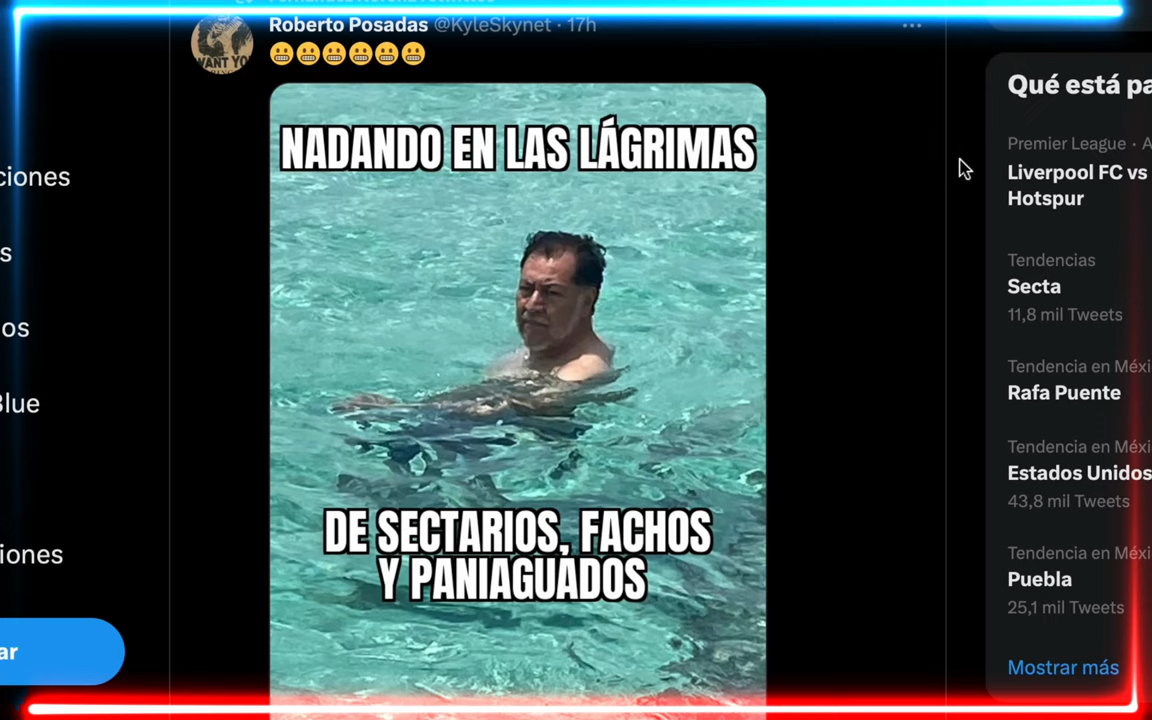 Roberto Posadas @KyleSkynet · 17h
😬😬😬😬😬😬
WANT YO
NADANDO EN LAS LÁGRIMAS
DE SECTARIOS, FACHOS
Y PANIAGUADOS
ciones
s
os
Blue
iones
ar
Qué está pa
Premier League · A
Liverpool FC vs
Hotspur
Tendencias
Secta
11,8 mil Tweets
Tendencia en Méxi
Rafa Puente
Tendencia en Méxi
Estados Unidos
43,8 mil Tweets
Tendencia en Méxi
Puebla
25,1 mil Tweets
Mostrar más